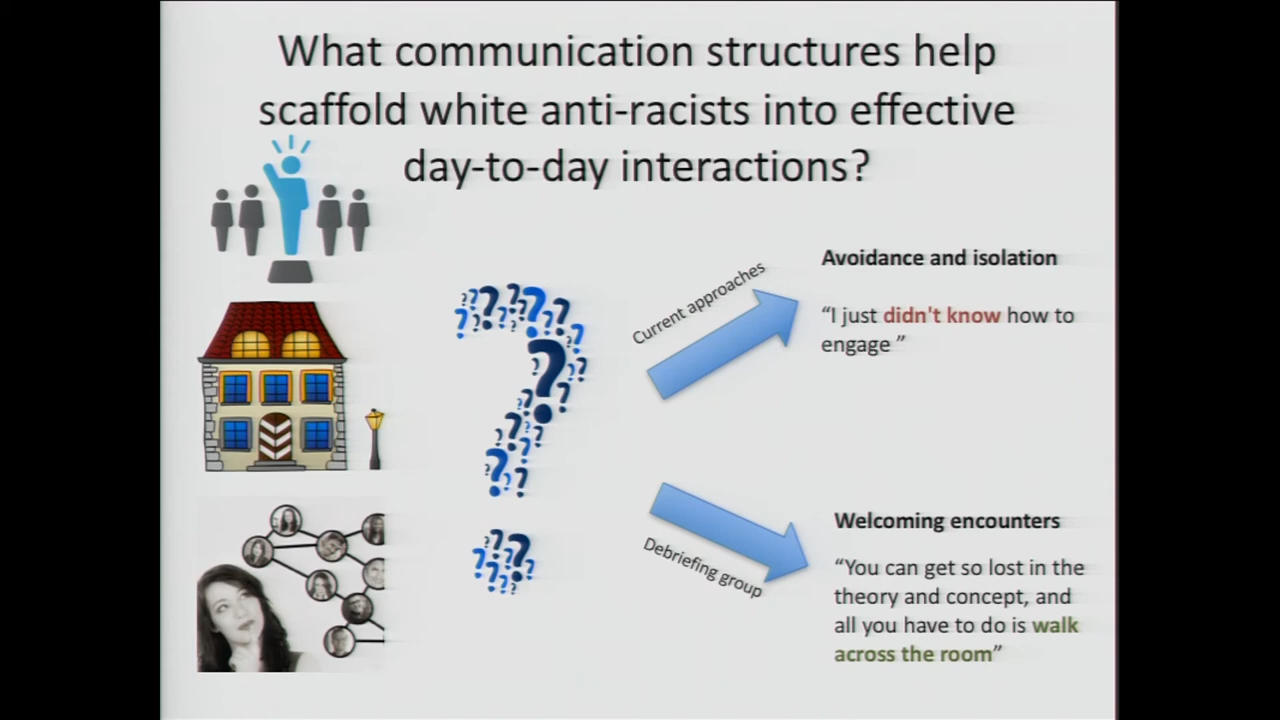 What communication structures help
scaffold white anti-racists into effective
day-to-day interactions?
Current approaches
Avoidance and isolation
“I just didn't know how to
engage ”
Debriefing group
Welcoming encounters
“You can get so lost in the
theory and concept, and
all you have to do is walk
across the room”